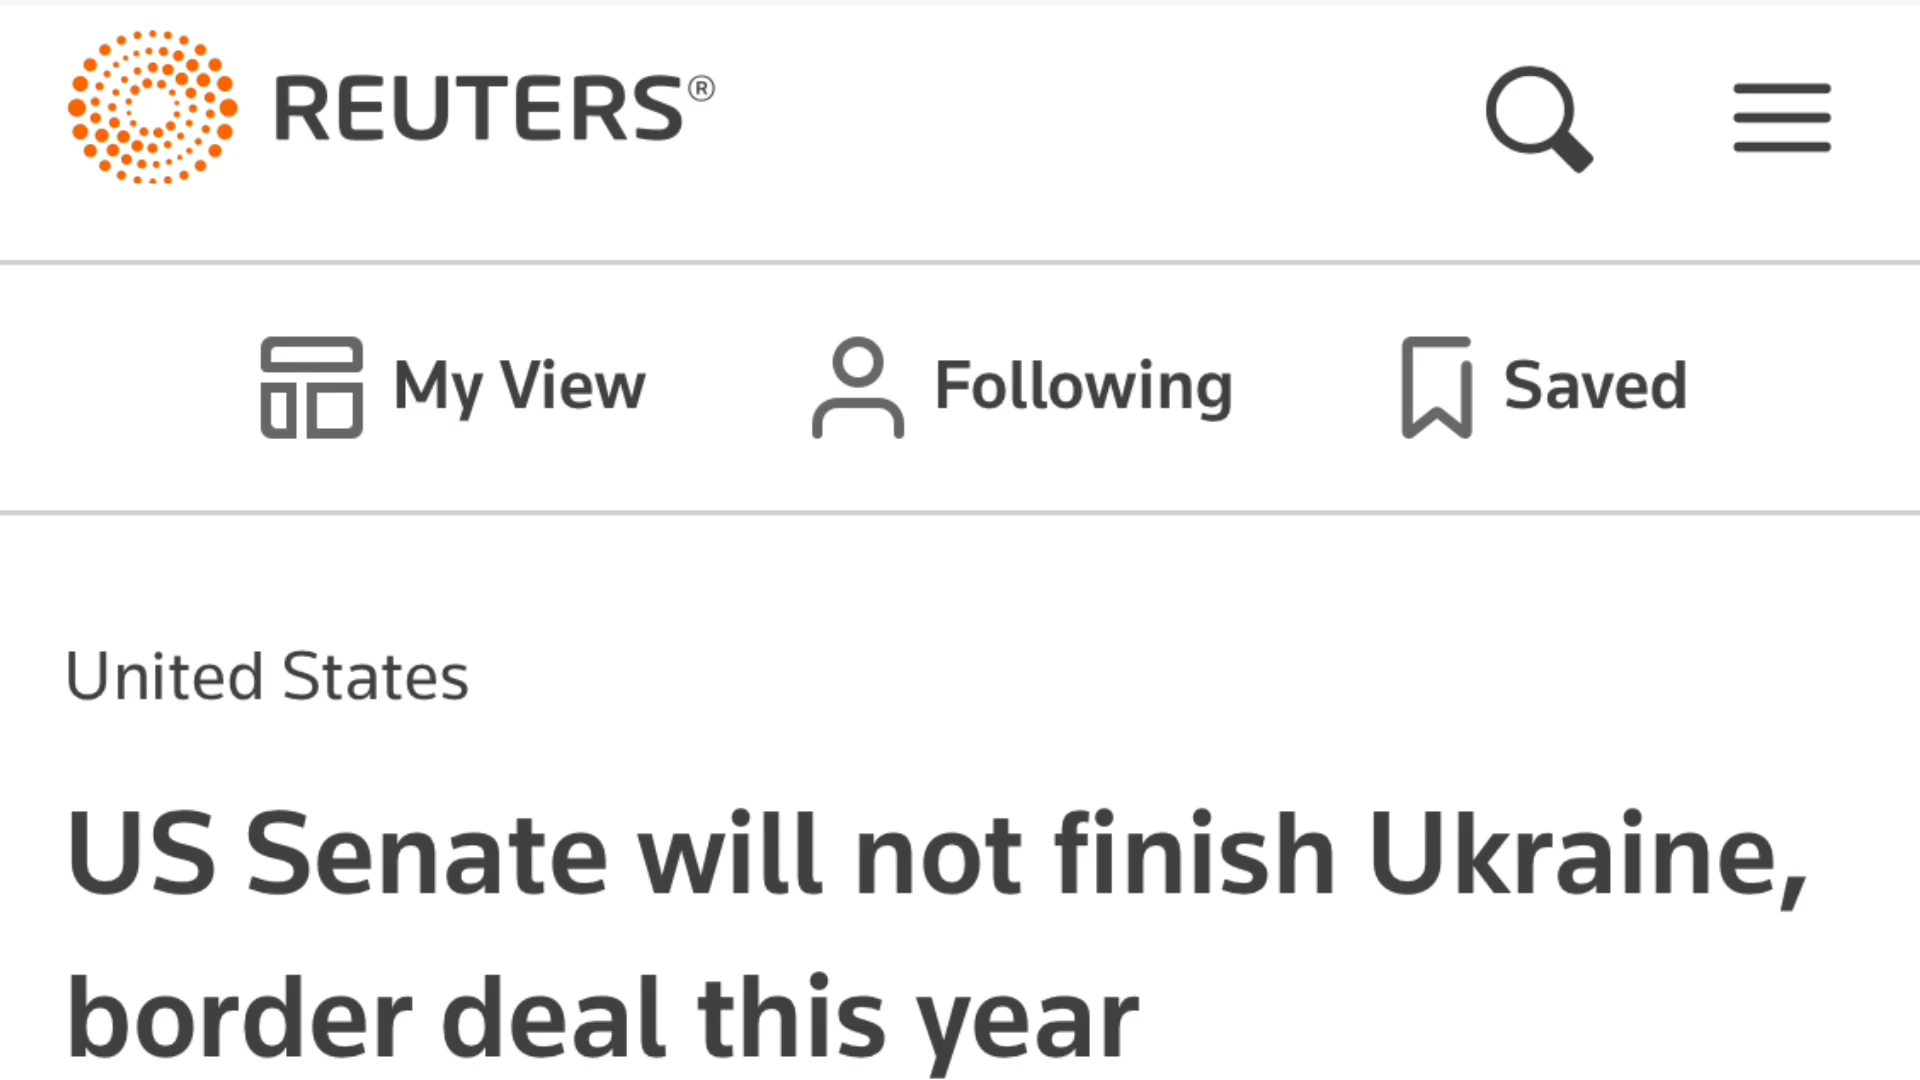 REUTERS®
My View Following Saved
United States
US Senate will not finish Ukraine,
border deal this year